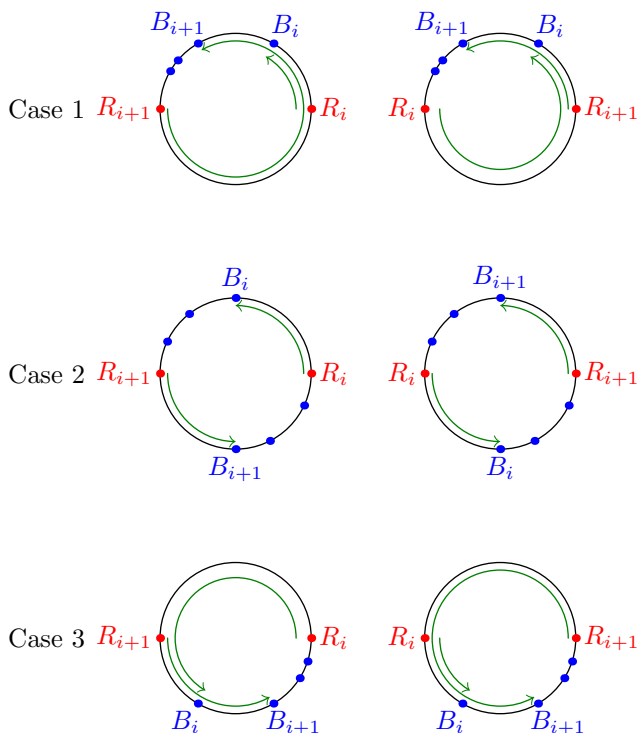 B_{i+1} B_i B_{i+1} B_i
Case 1 R_{i+1} R_i R_i R_{i+1}
B_i B_{i+1}
Case 2 R_{i+1} R_i R_i R_{i+1}
B_{i+1} B_i
Case 3 R_{i+1} R_i R_i R_{i+1}
B_i B_{i+1} B_i B_{i+1}